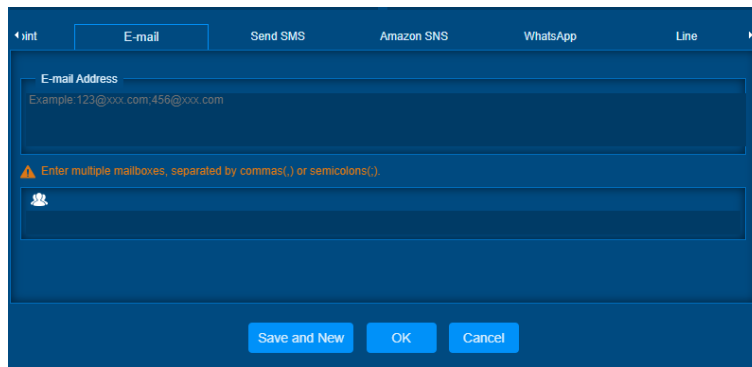 oint E-mail Send SMS Amazon SNS WhatsApp Line
E-mail Address
Example:123@xxx.com;456@xxx.com
Enter multiple mailboxes, separated by commas(,) or semicolons(;).
Save and New OK Cancel